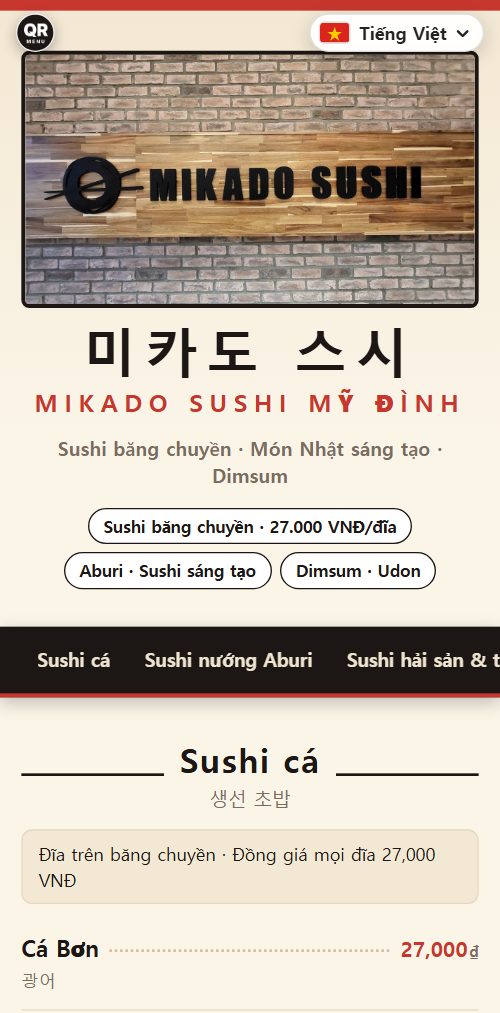 QR
MENU
Tiếng Việt
MIKADO SUSHI
미카도 스시
MIKADO SUSHI MỸ ĐÌNH
Sushi băng chuyền · Món Nhật sáng tạo ·
Dimsum
Sushi băng chuyền · 27.000 VNĐ/đĩa
Aburi · Sushi sáng tạo
Dimsum · Udon
Sushi cá
Sushi nướng Aburi
Sushi hải sản & t
Sushi cá
생선 초밥
Đĩa trên băng chuyền · Đồng giá mọi đĩa 27,000
VNĐ
Cá Bơn 27,000₫
광어